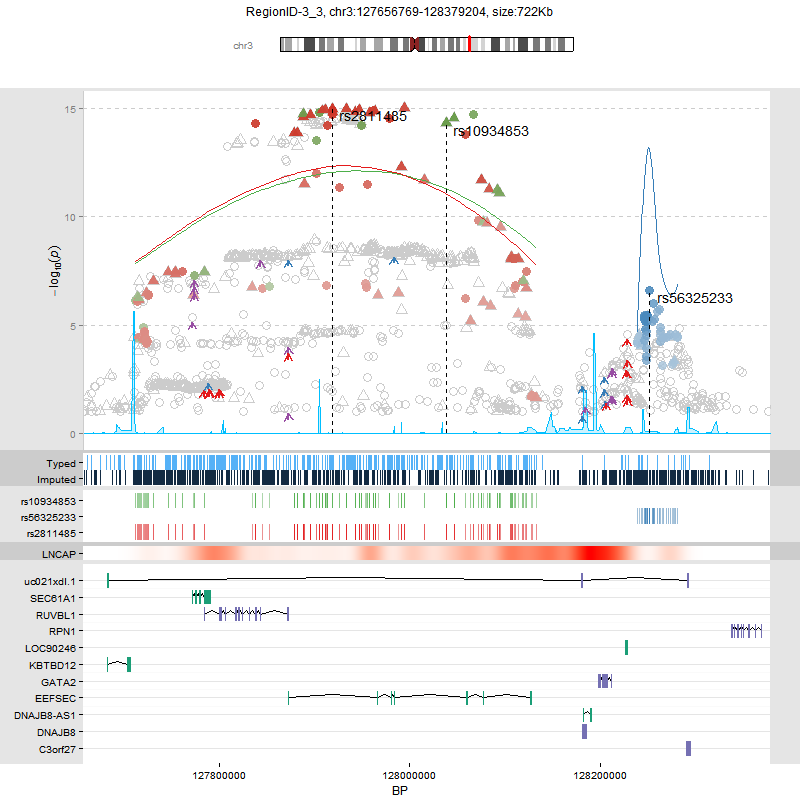 RegionID-3_3, chr3:127656769-128379204, size:722Kb
chr3
15
rs2811485
rs10934853
10
−log10(p)
rs56325233
5
0
Typed
Imputed
rs10934853
rs56325233
rs2811485
LNCAP
uc021xdl.1
SEC61A1
RUVBL1
RPN1
LOC90246
KBTBD12
GATA2
EEFSEC
DNAJB8-AS1
DNAJB8
C3orf27
127800000 128000000 128200000
BP